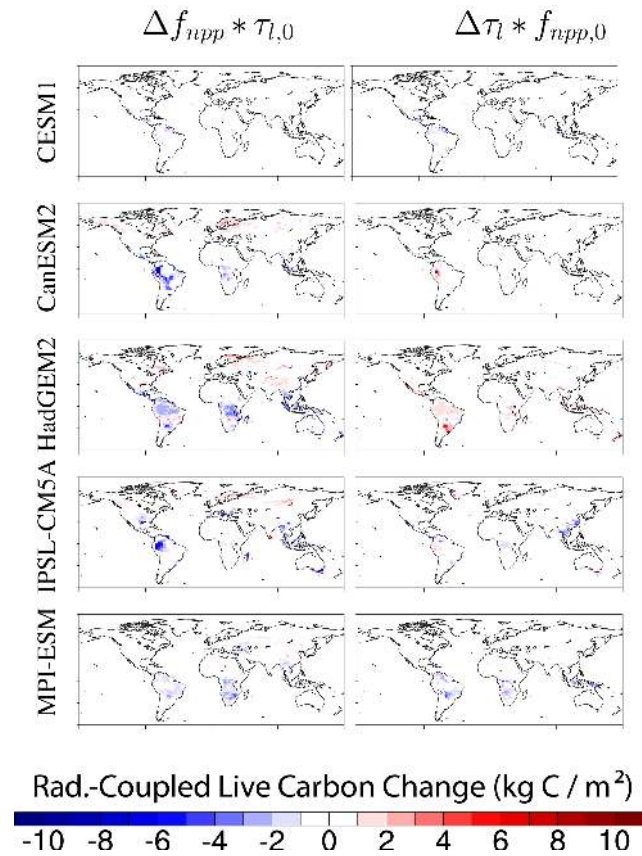 Δf_npp * τ_l,0
Δτ_l * f_npp,0
CESM1
CanESM2
HadGEM2
IPSL-CM5A
MPI-ESM
Rad.-Coupled Live Carbon Change (kg C / m²)
-10 -8 -6 -4 -2 0 2 4 6 8 10